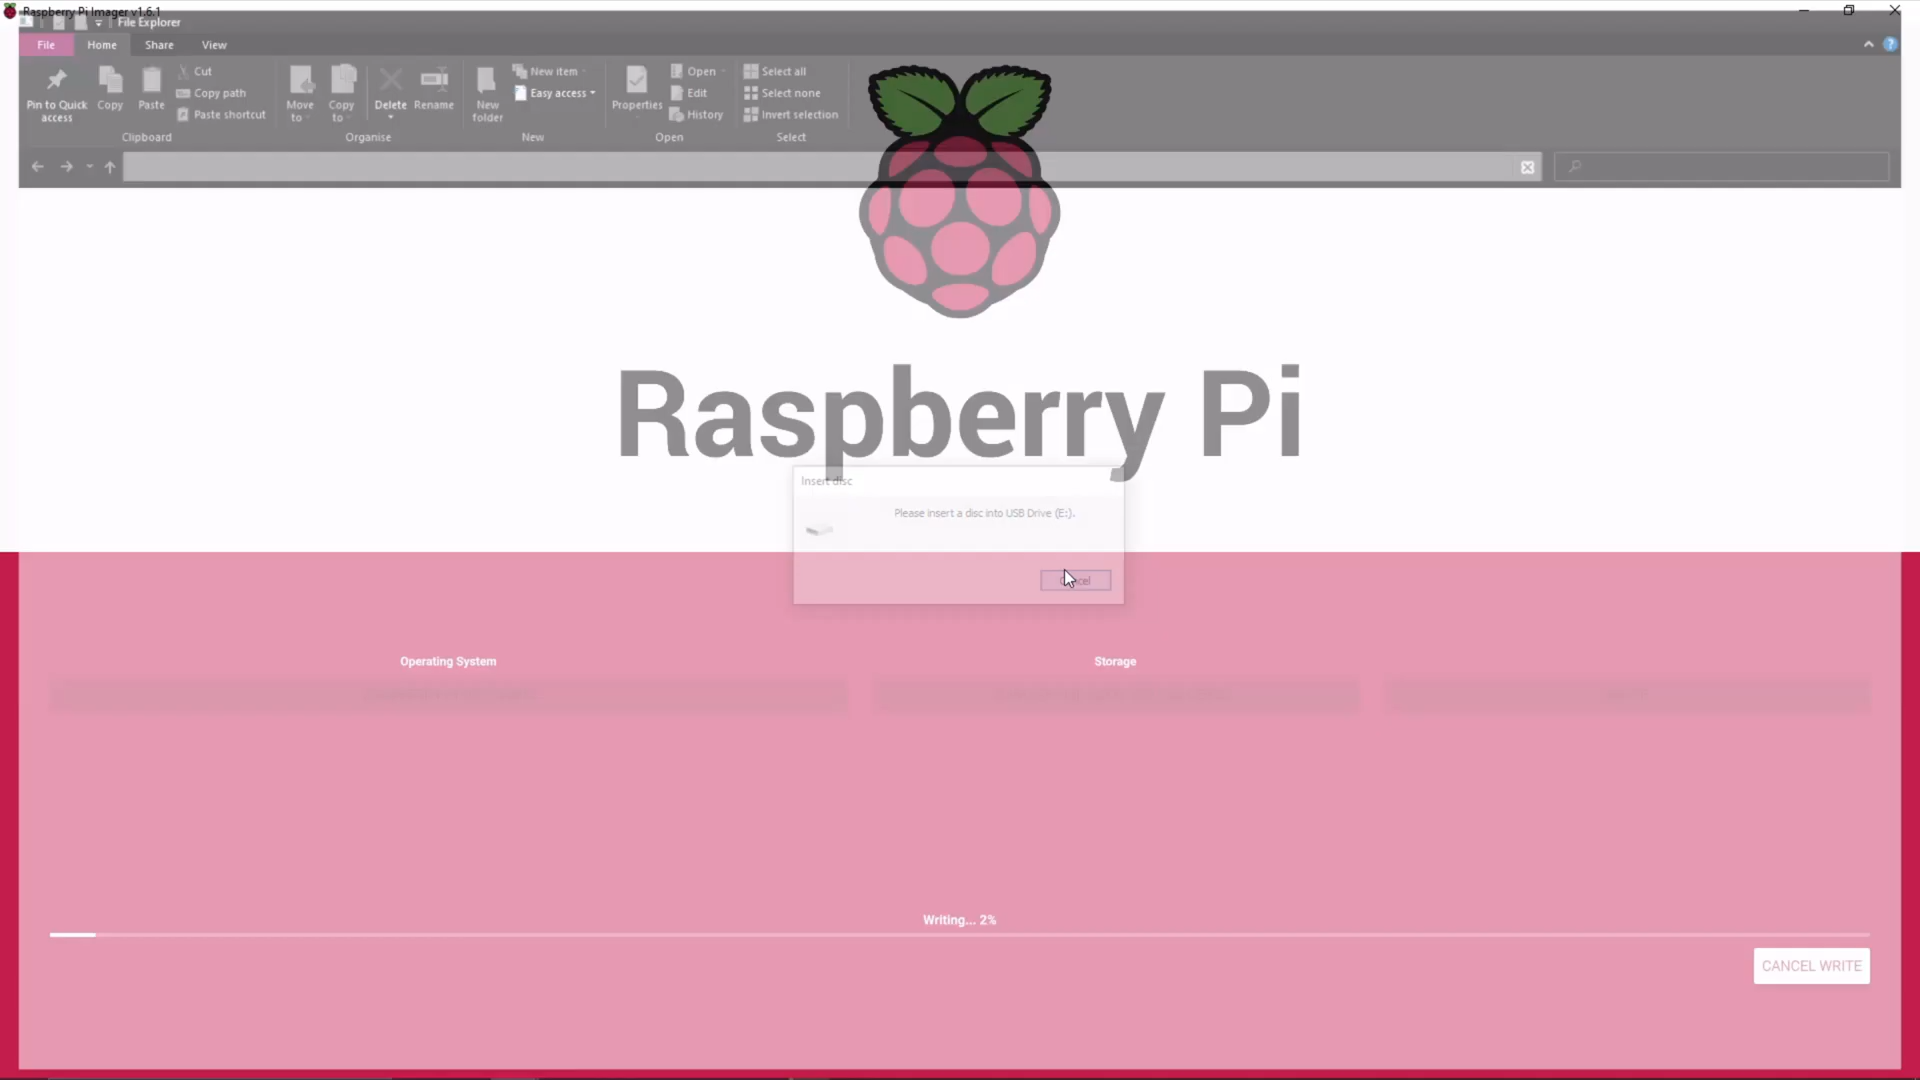 Raspberry Pi Imager v1.6.1
File Explorer
File Home Share View
Pin to Quick access
Copy
Paste
Cut
Copy path
Paste shortcut
Clipboard
Move to
Copy to
Delete
Rename
Organise
New folder
New item
Easy access
New
Properties
Open
Edit
History
Open
Select all
Select none
Invert selection
Select
Raspberry Pi
Insert disc
Please insert a disc into USB Drive (E:).
Operating System
Storage
Writing... 2%
CANCEL WRITE